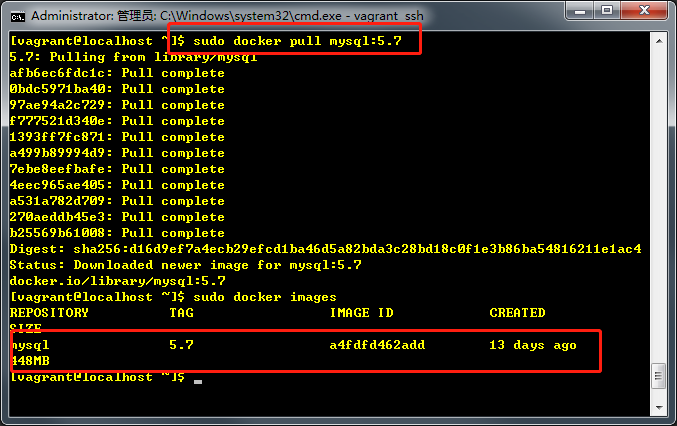 Administrator: 管理员: C:\Windows\system32\cmd.exe - vagrant ssh
[vagrant@localhost ~]$ sudo docker pull mysql:5.7
5.7: Pulling from library/mysql
afb6ec6fdc1c: Pull complete
0bdc5971ba40: Pull complete
97ae94a2c729: Pull complete
f777521d340e: Pull complete
1393ff7fc871: Pull complete
a499b89994d9: Pull complete
7ebe8eefbafe: Pull complete
4eec965ae405: Pull complete
a531a782d709: Pull complete
270aeddb45e3: Pull complete
b25569b61008: Pull complete
Digest: sha256:d16d9ef7a4ecb29efcd1ba46d5a82bda3c28bd18c0f1e3b86ba54816211e1ac4
Status: Downloaded newer image for mysql:5.7
docker.io/library/mysql:5.7
[vagrant@localhost ~]$ sudo docker images
REPOSITORY TAG IMAGE ID CREATED
SIZE
mysql 5.7 a4fdfd462add 13 days ago
448MB
[vagrant@localhost ~]$